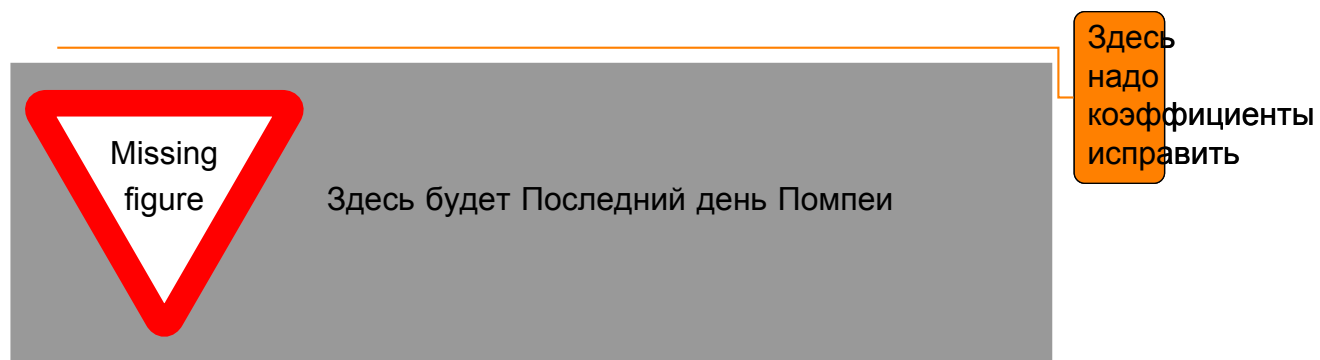 Здесь
надо
коэффициенты
исправить
Missing
figure
Здесь будет Последний день Помпеи